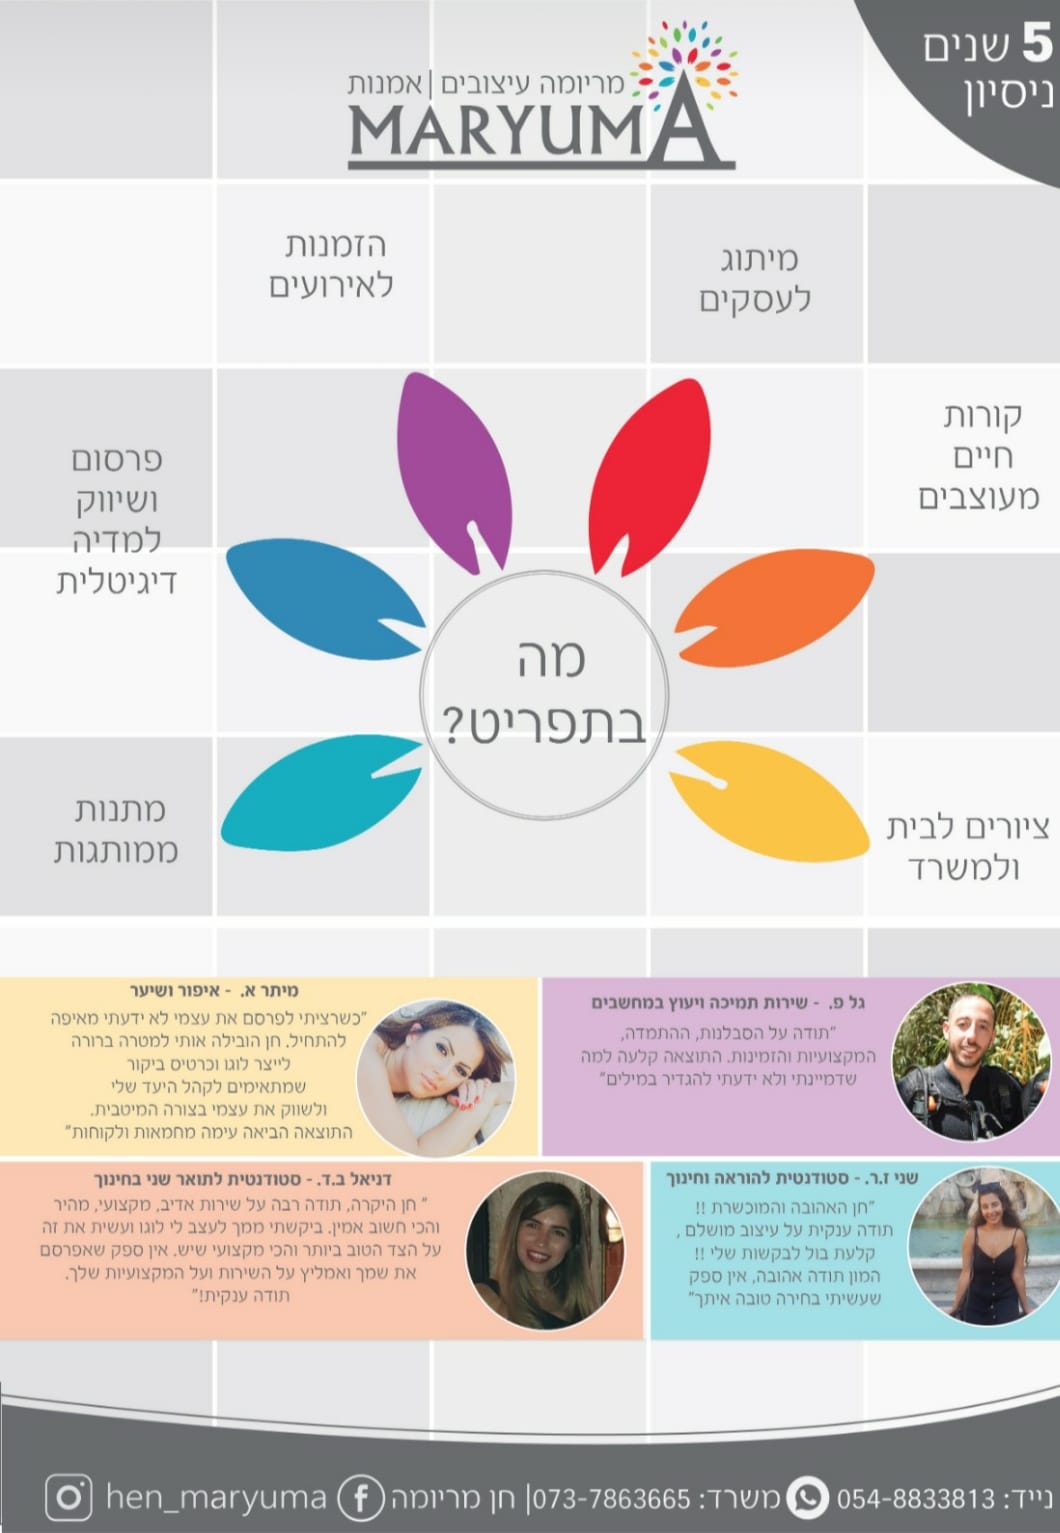 5 שנים
ניסיון
מריומה עיצובים | אמנות
MARYUMA
הזמנות
לאירועים
מיתוג
לעסקים
קורות
חיים
מעוצבים
פרסום
ושיווק
למדיה
דיגיטלית
מה
בתפריט?
מתנות
ממותגות
ציורים לבית
ולמשרד
גל פ. - שירות תמיכה ויעוץ במחשבים
"תודה על הסבלנות, ההתמדה,
המקצועיות והזמינות. התוצאה קלעה למה
שדמיינתי ולא ידעתי להגדיר במילים"
מיתר א. - איפור ושיער
"כשרציתי לפרסם את עצמי לא ידעתי מאיפה
להתחיל. חן הובילה אותי למטרה ברורה
לייצר לוגו וכרטיס ביקור
שמתאימים לקהל היעד שלי
ולשווק את עצמי בצורה המיטבית.
התוצאה הביאה עימה מחמאות ולקוחות"
שני ז.ר. - סטודנטית להוראה וחינוך
"חן האהובה והמוכשרת !!
תודה ענקית על עיצוב מושלם ,
קלעת בול לבקשות שלי !!
המון תודה אהובה, אין ספק
שעשיתי בחירה טובה איתך"
דניאל ב.ד. - סטודנטית לתואר שני בחינוך
" חן היקרה, תודה רבה על שירות אדיב, מקצועי, מהיר
והכי חשוב אמין. ביקשתי ממך לעצב לי לוגו ועשית את זה
על הצד הטוב ביותר והכי מקצועי שיש. אין ספק שאפרסם
את שמך ואמליץ על השירות ועל המקצועיות שלך.
תודה ענקית!"
נייד: 054-8833813 משרד: 073-7863665| חן מריומה hen_maryuma